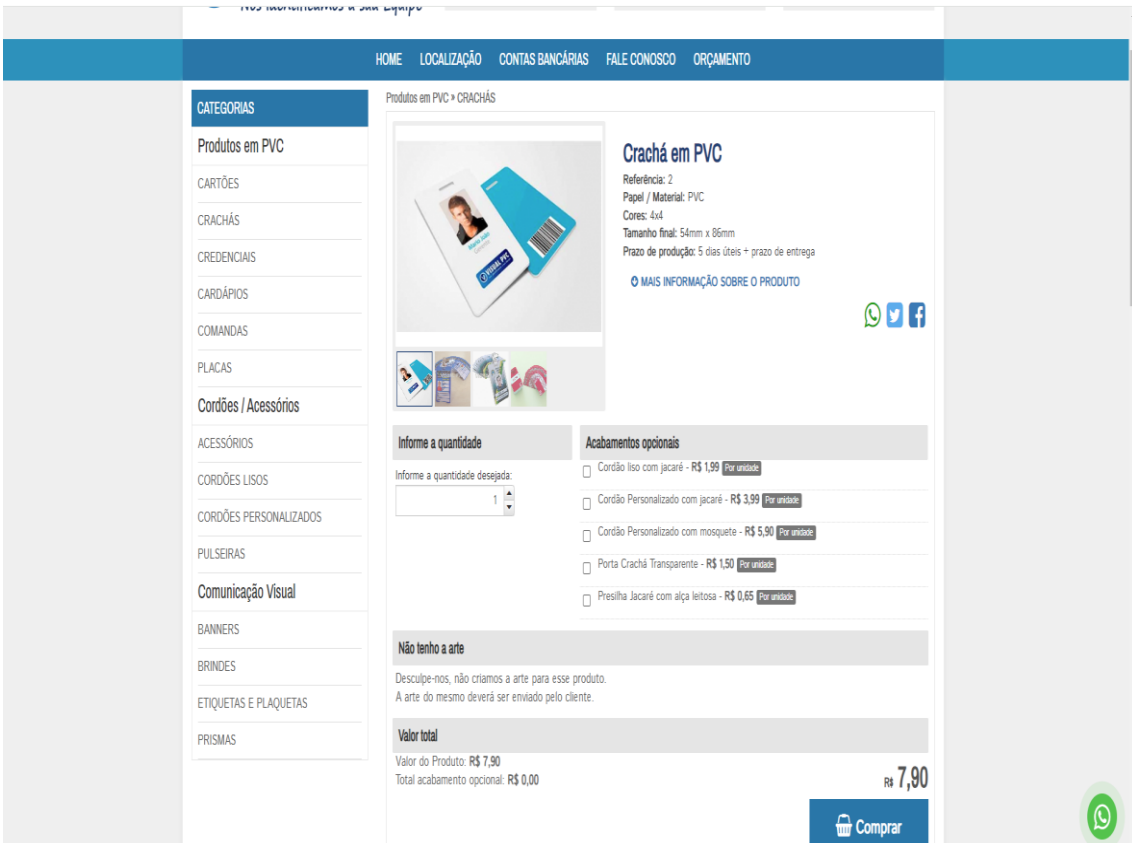 Nós identificamos a sua Equipe
HOME LOCALIZAÇÃO CONTAS BANCÁRIAS FALE CONOSCO ORÇAMENTO
CATEGORIAS
Produtos em PVC
CARTÕES
CRACHÁS
CREDENCIAIS
CARDÁPIOS
COMANDAS
PLACAS
Cordões / Acessórios
ACESSÓRIOS
CORDÕES LISOS
CORDÕES PERSONALIZADOS
PULSEIRAS
Comunicação Visual
BANNERS
BRINDES
ETIQUETAS E PLAQUETAS
PRISMAS
Produtos em PVC » CRACHÁS
VISUAL PVC
Crachá em PVC
Referência: 2
Papel / Material: PVC
Cores: 4x4
Tamanho final: 54mm x 86mm
Prazo de produção: 5 dias úteis + prazo de entrega
MAIS INFORMAÇÃO SOBRE O PRODUTO
Informe a quantidade
Informe a quantidade desejada:
1
Acabamentos opcionais
Cordão liso com jacaré - R$ 1,99 Por unidade
Cordão Personalizado com jacaré - R$ 3,99 Por unidade
Cordão Personalizado com mosquete - R$ 5,90 Por unidade
Porta Crachá Transparente - R$ 1,50 Por unidade
Presilha Jacaré com alça leitosa - R$ 0,65 Por unidade
Não tenho a arte
Desculpe-nos, não criamos a arte para esse produto.
A arte do mesmo deverá ser enviado pelo cliente.
Valor total
Valor do Produto: R$ 7,90
Total acabamento opcional: R$ 0,00
R$ 7,90
Comprar